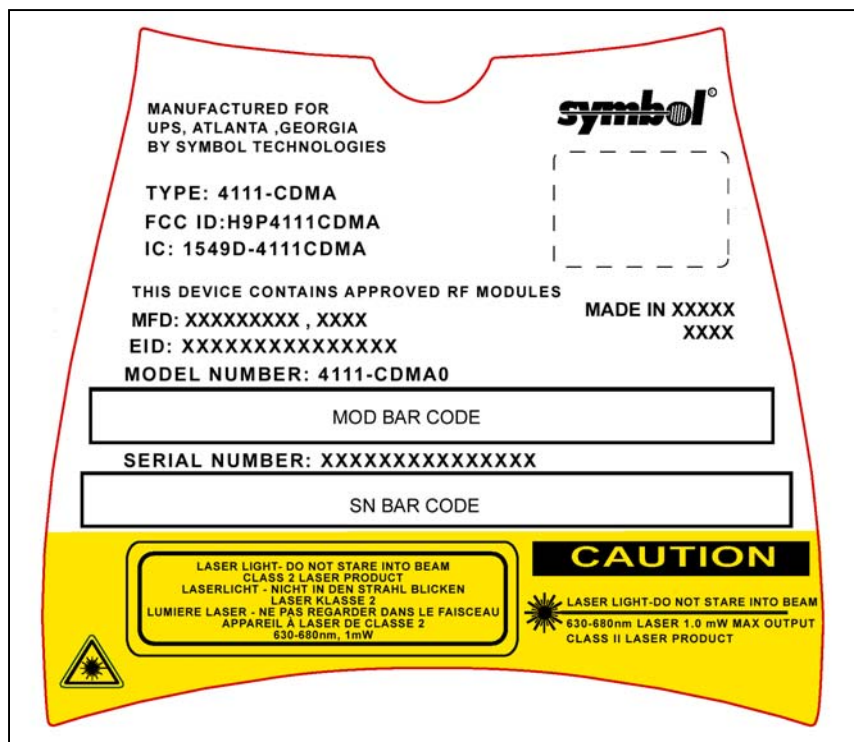 MANUFACTURED FOR
UPS, ATLANTA ,GEORGIA
BY SYMBOL TECHNOLOGIES
symbol®
TYPE: 4111-CDMA
FCC ID:H9P4111CDMA
IC: 1549D-4111CDMA
THIS DEVICE CONTAINS APPROVED RF MODULES
MFD: XXXXXXXXX , XXXX
EID: XXXXXXXXXXXXXXX
MADE IN XXXXX
XXXX
MODEL NUMBER: 4111-CDMA0
MOD BAR CODE
SERIAL NUMBER: XXXXXXXXXXXXXXX
SN BAR CODE
LASER LIGHT- DO NOT STARE INTO BEAM
CLASS 2 LASER PRODUCT
LASERLICHT - NICHT IN DEN STRAHL BLICKEN
LASER KLASSE 2
LUMIERE LASER - NE PAS REGARDER DANS LE FAISCEAU
APPAREIL À LASER DE CLASSE 2
630-680nm, 1mW
CAUTION
LASER LIGHT-DO NOT STARE INTO BEAM
630-680nm LASER 1.0 mW MAX OUTPUT
CLASS II LASER PRODUCT